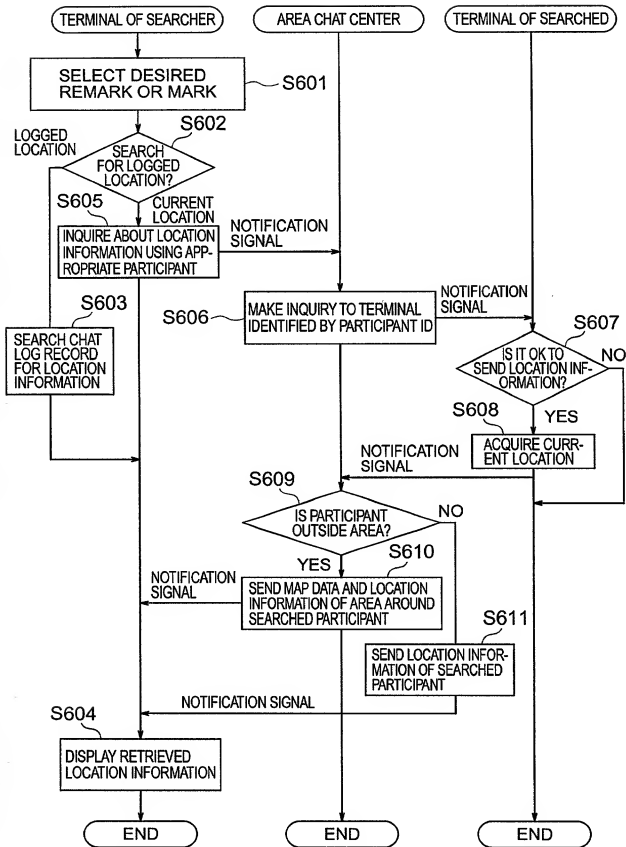 TERMINAL OF SEARCHER
AREA CHAT CENTER
TERMINAL OF SEARCHED
SELECT DESIRED
REMARK OR MARK
S601
S602
LOGGED
LOCATION
SEARCH
FOR LOGGED
LOCATION?
S605
CURRENT
LOCATION
INQUIRE ABOUT LOCATION
INFORMATION USING APP-
ROPRIATE PARTICIPANT
NOTIFICATION
SIGNAL
S606
MAKE INQUIRY TO TERMINAL
IDENTIFIED BY PARTICIPANT ID
NOTIFICATION
SIGNAL
S603
SEARCH CHAT
LOG RECORD
FOR LOCATION
INFORMATION
S607
IS IT OK TO
SEND LOCATION INF-
ORMATION?
NO
YES
S608
ACQUIRE CUR-
RENT LOCATION
NOTIFICATION
SIGNAL
S609
IS PARTICIPANT
OUTSIDE AREA?
NO
YES
S610
SEND MAP DATA AND LOCATION
INFORMATION OF AREA AROUND
SEARCHED PARTICIPANT
NOTIFICATION
SIGNAL
S611
SEND LOCATION INFOR-
MATION OF SEARCHED
PARTICIPANT
NOTIFICATION SIGNAL
S604
DISPLAY RETRIEVED
LOCATION INFORMATION
END
END
END